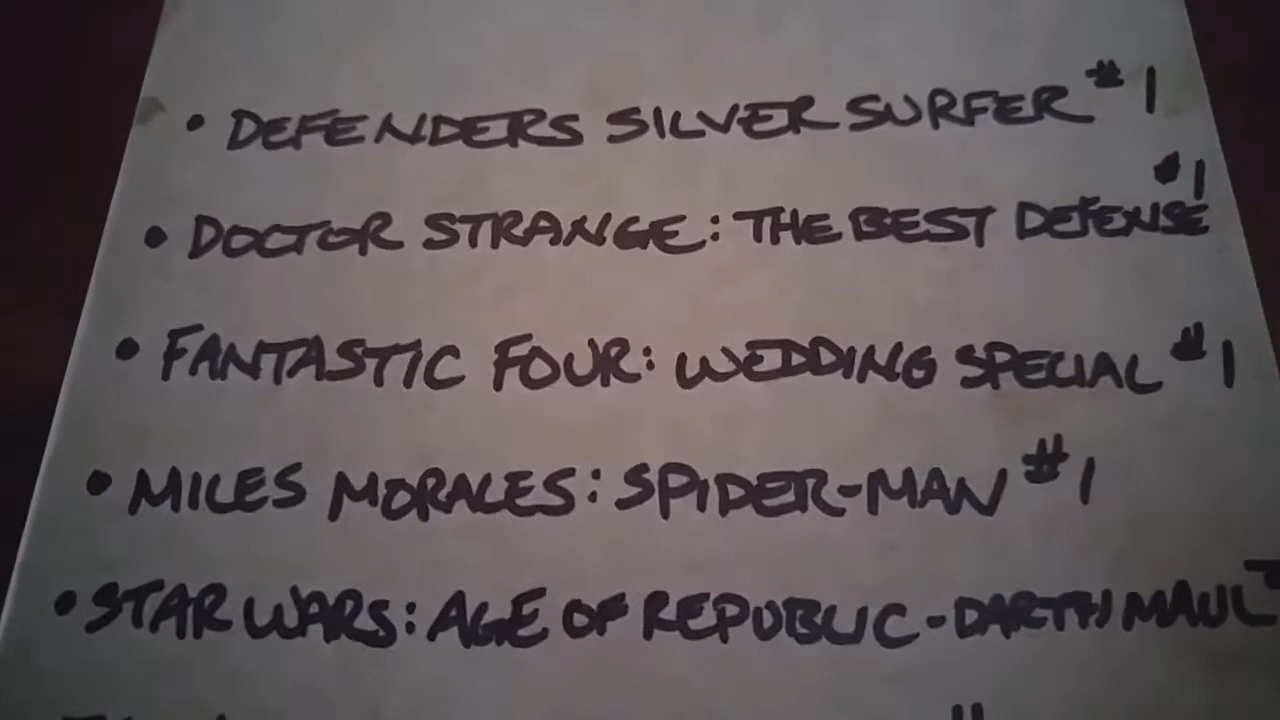 • DEFENDERS SILVER SURFER #1
• DOCTOR STRANGE: THE BEST DEFENSE #1
• FANTASTIC FOUR: WEDDING SPECIAL #1
• MILES MORALES: SPIDER-MAN #1
• STAR WARS: AGE OF REPUBLIC - DARTH MAUL